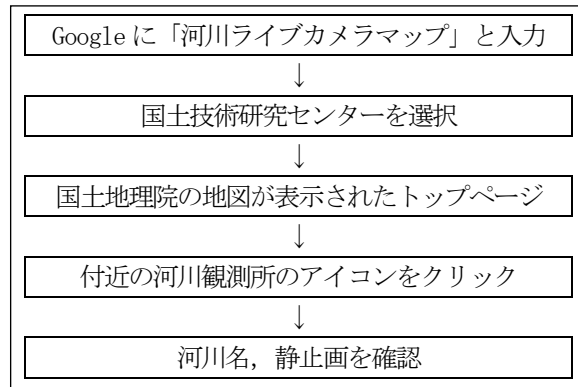 Googleに「河川ライブカメラマップ」と入力
↓
国土技術研究センターを選択
↓
国土地理院の地図が表示されたトップページ
↓
付近の河川観測所のアイコンをクリック
↓
河川名，静止画を確認